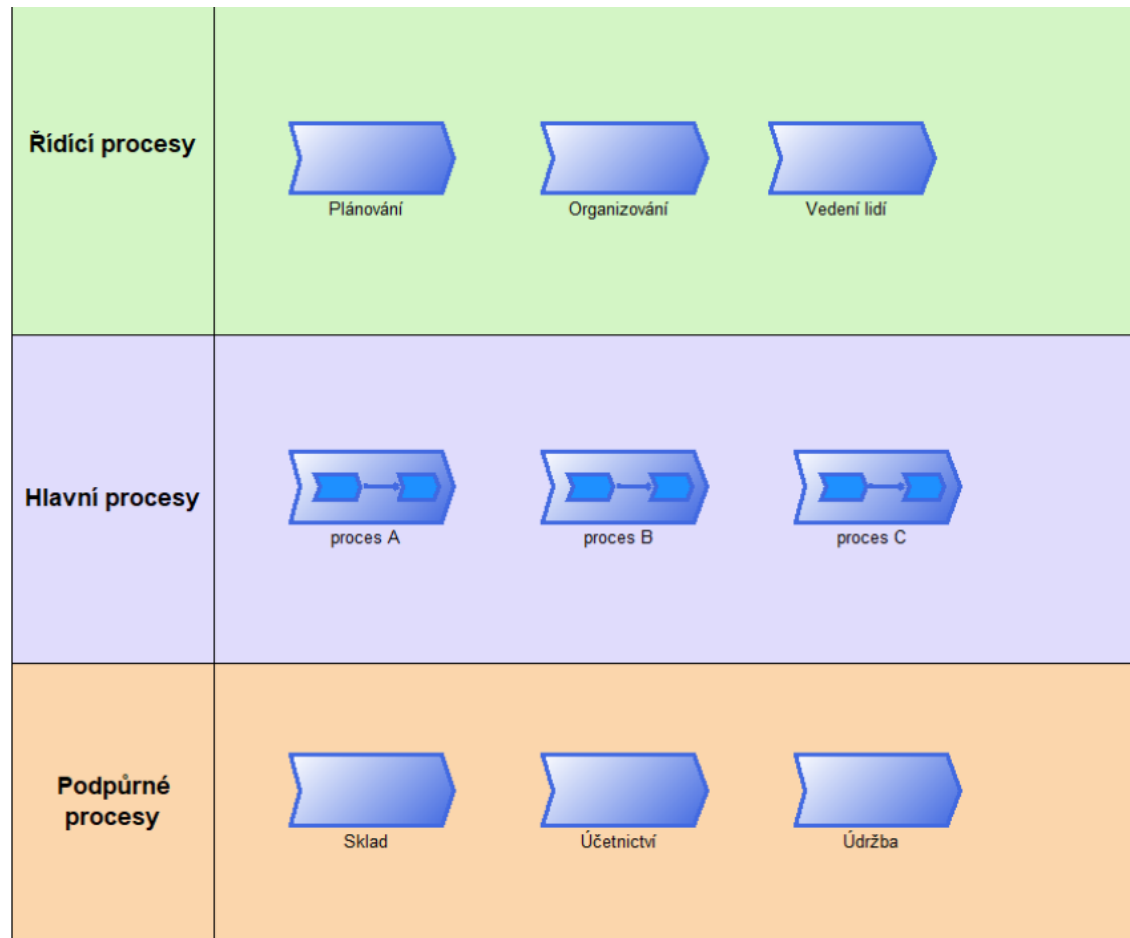 Řídící procesy
Plánování
Organizování
Vedení lidí
Hlavní procesy
proces A
proces B
proces C
Podpůrné
procesy
Sklad
Účetnictví
Údržba